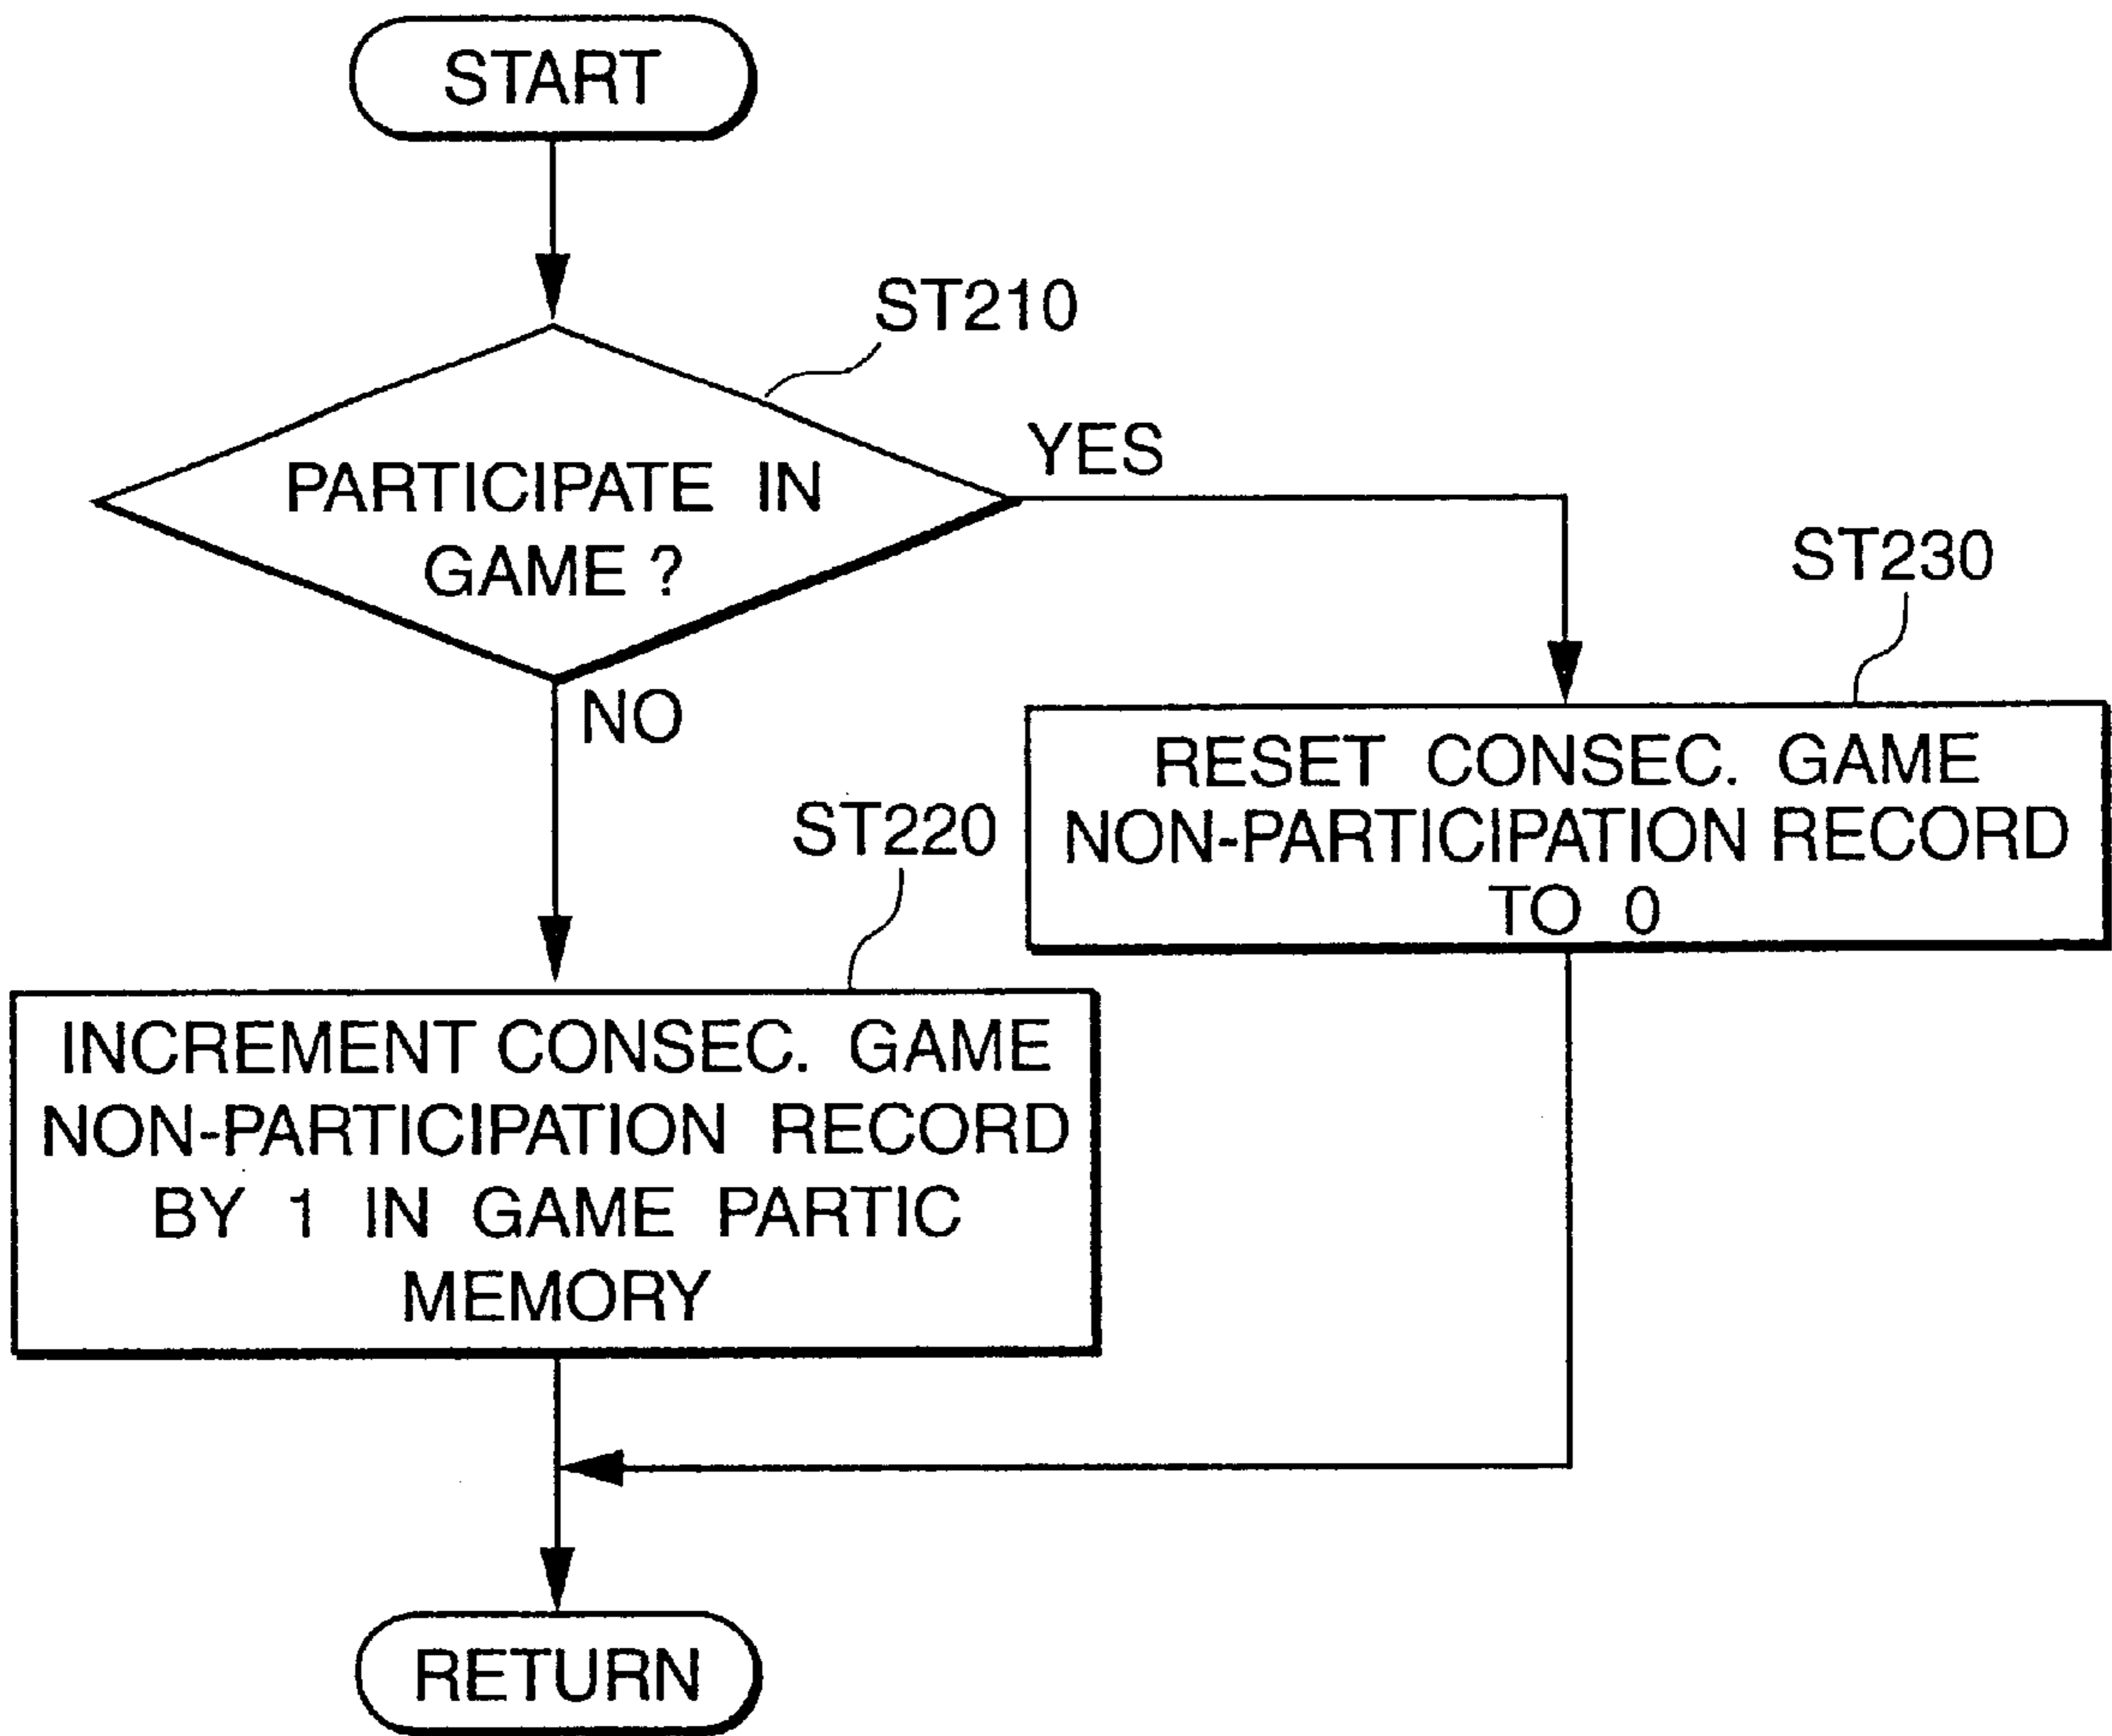 START
ST210
PARTICIPATE IN
GAME ?
YES
NO
ST230
RESET CONSEC. GAME
NON-PARTICIPATION RECORD
TO 0
ST220
INCREMENT CONSEC. GAME
NON-PARTICIPATION RECORD
BY 1 IN GAME PARTIC
MEMORY
RETURN